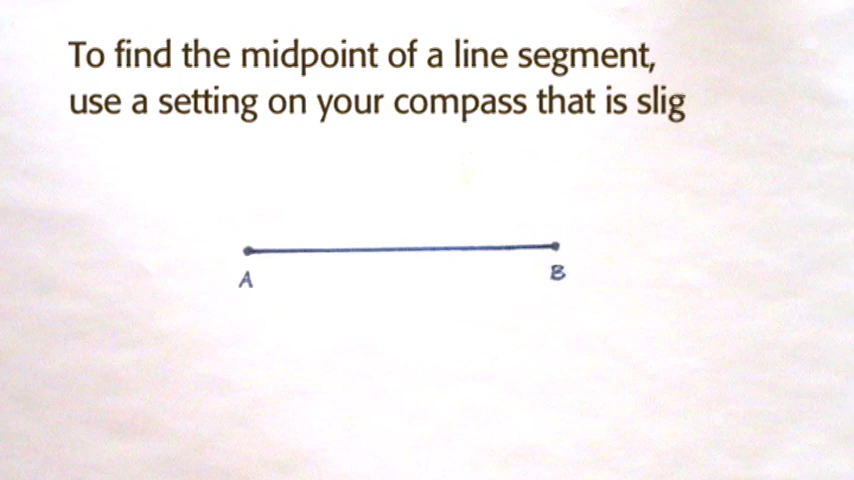 To find the midpoint of a line segment,
use a setting on your compass that is slig
A
B